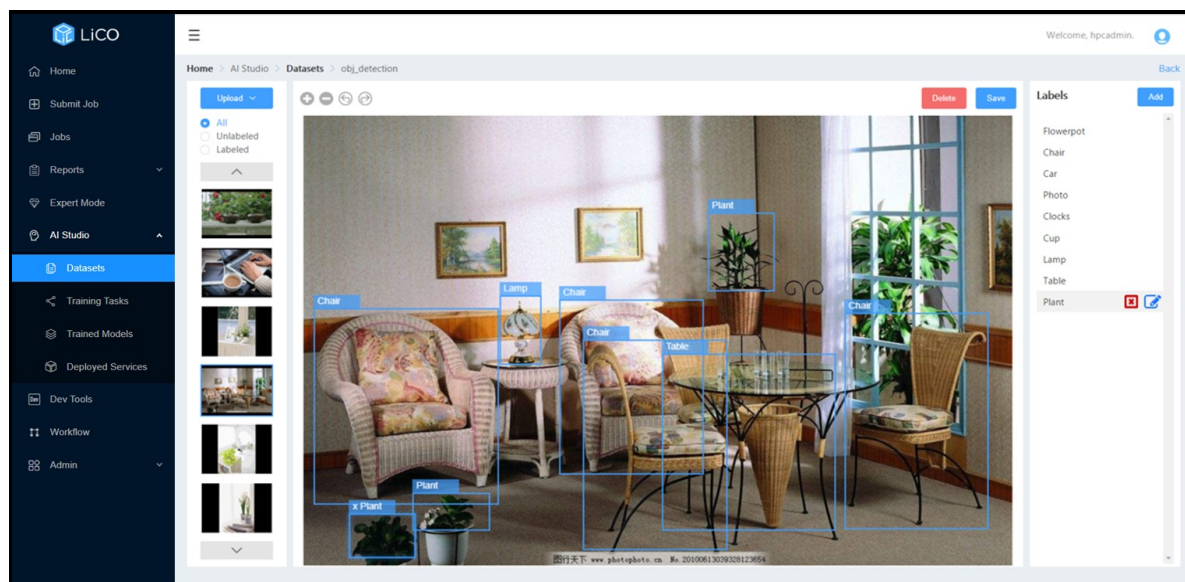 LiCO
Welcome, hpcadmin.
Home
Submit Job
Jobs
Reports
Expert Mode
AI Studio
Datasets
Training Tasks
Trained Models
Deployed Services
Dev Tools
Workflow
Admin
Home > AI Studio > Datasets > obj_detection
Back
Upload
All
Unlabeled
Labeled
Delete
Save
Plant
Lamp
Chair
Chair
Chair
Chair
Table
Plant
x Plant
图行天下 www.photophoto.cn No.20100613039328123654
Labels
Add
Flowerpot
Chair
Car
Photo
Clocks
Cup
Lamp
Table
Plant